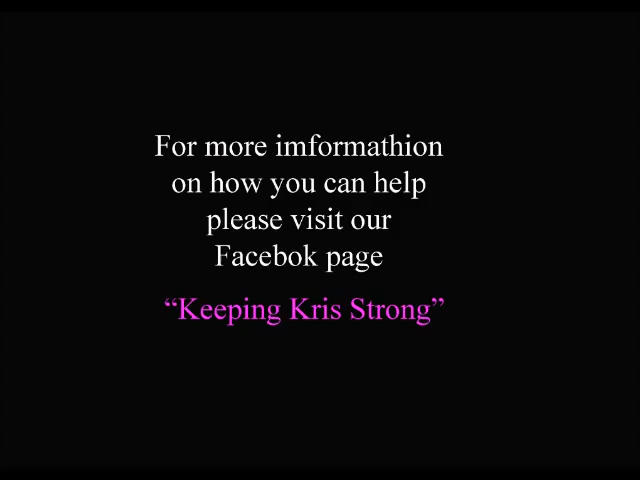 For more imformathion
on how you can help
please visit our
Facebok page
“Keeping Kris Strong”